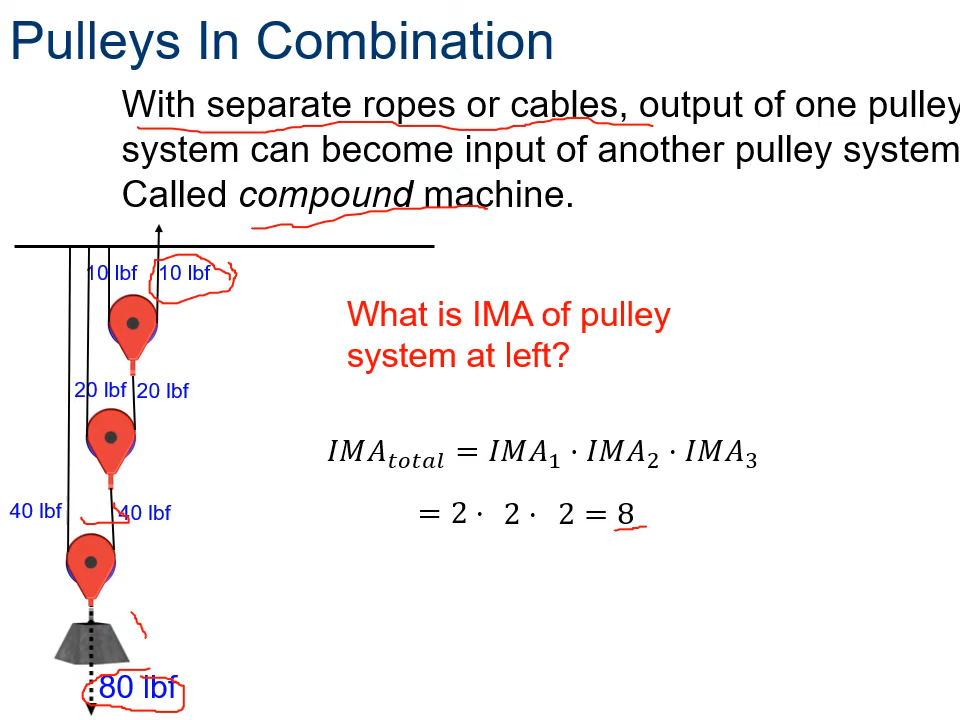 Pulleys In Combination
With separate ropes or cables, output of one pulley
system can become input of another pulley system
Called compound machine.
10 lbf 10 lbf
What is IMA of pulley
system at left?
20 lbf 20 lbf
IMA_total = IMA_1 · IMA_2 · IMA_3
40 lbf 40 lbf
= 2 · 2 · 2 = 8
80 lbf